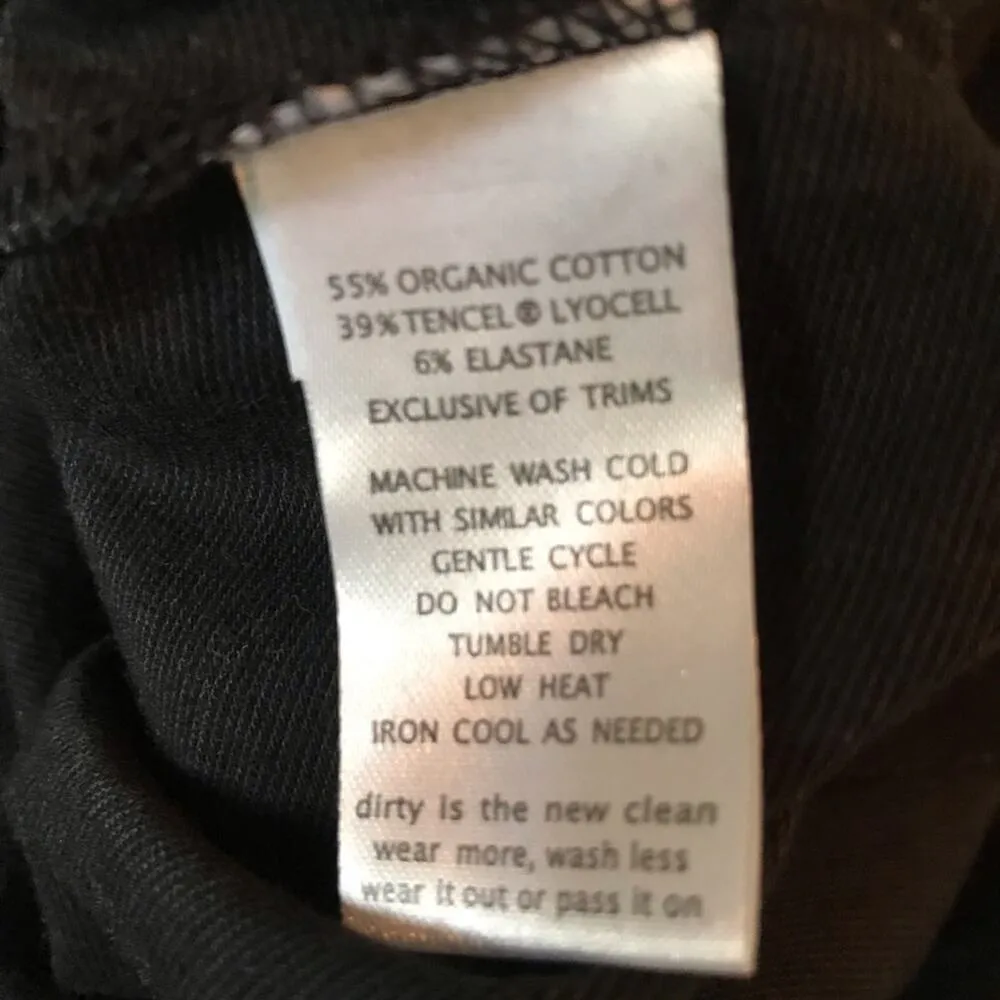 55% ORGANIC COTTON
39% TENCEL® LYOCELL
6% ELASTANE
EXCLUSIVE OF TRIMS
MACHINE WASH COLD
WITH SIMILAR COLORS
GENTLE CYCLE
DO NOT BLEACH
TUMBLE DRY
LOW HEAT
IRON COOL AS NEEDED
dirty is the new clean
wear more, wash less
wear it out or pass it on